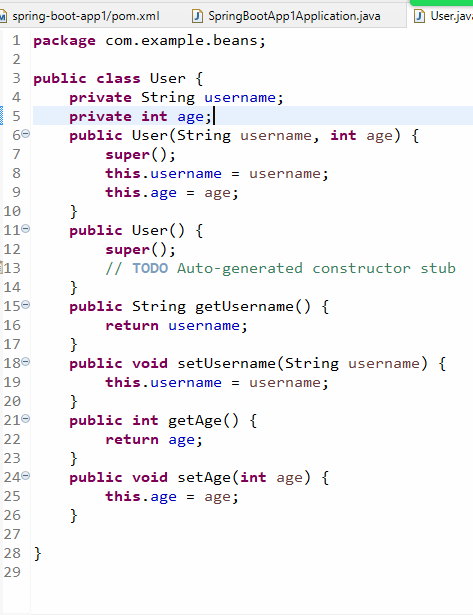 spring-boot-app1/pom.xml SpringBootApp1Application.java User.java
1 package com.example.beans;
2
3 public class User {
4 private String username;
5 private int age;
6 public User(String username, int age) {
7 super();
8 this.username = username;
9 this.age = age;
10 }
11 public User() {
12 super();
13 // TODO Auto-generated constructor stub
14 }
15 public String getUsername() {
16 return username;
17 }
18 public void setUsername(String username) {
19 this.username = username;
20 }
21 public int getAge() {
22 return age;
23 }
24 public void setAge(int age) {
25 this.age = age;
26 }
27
28 }
29